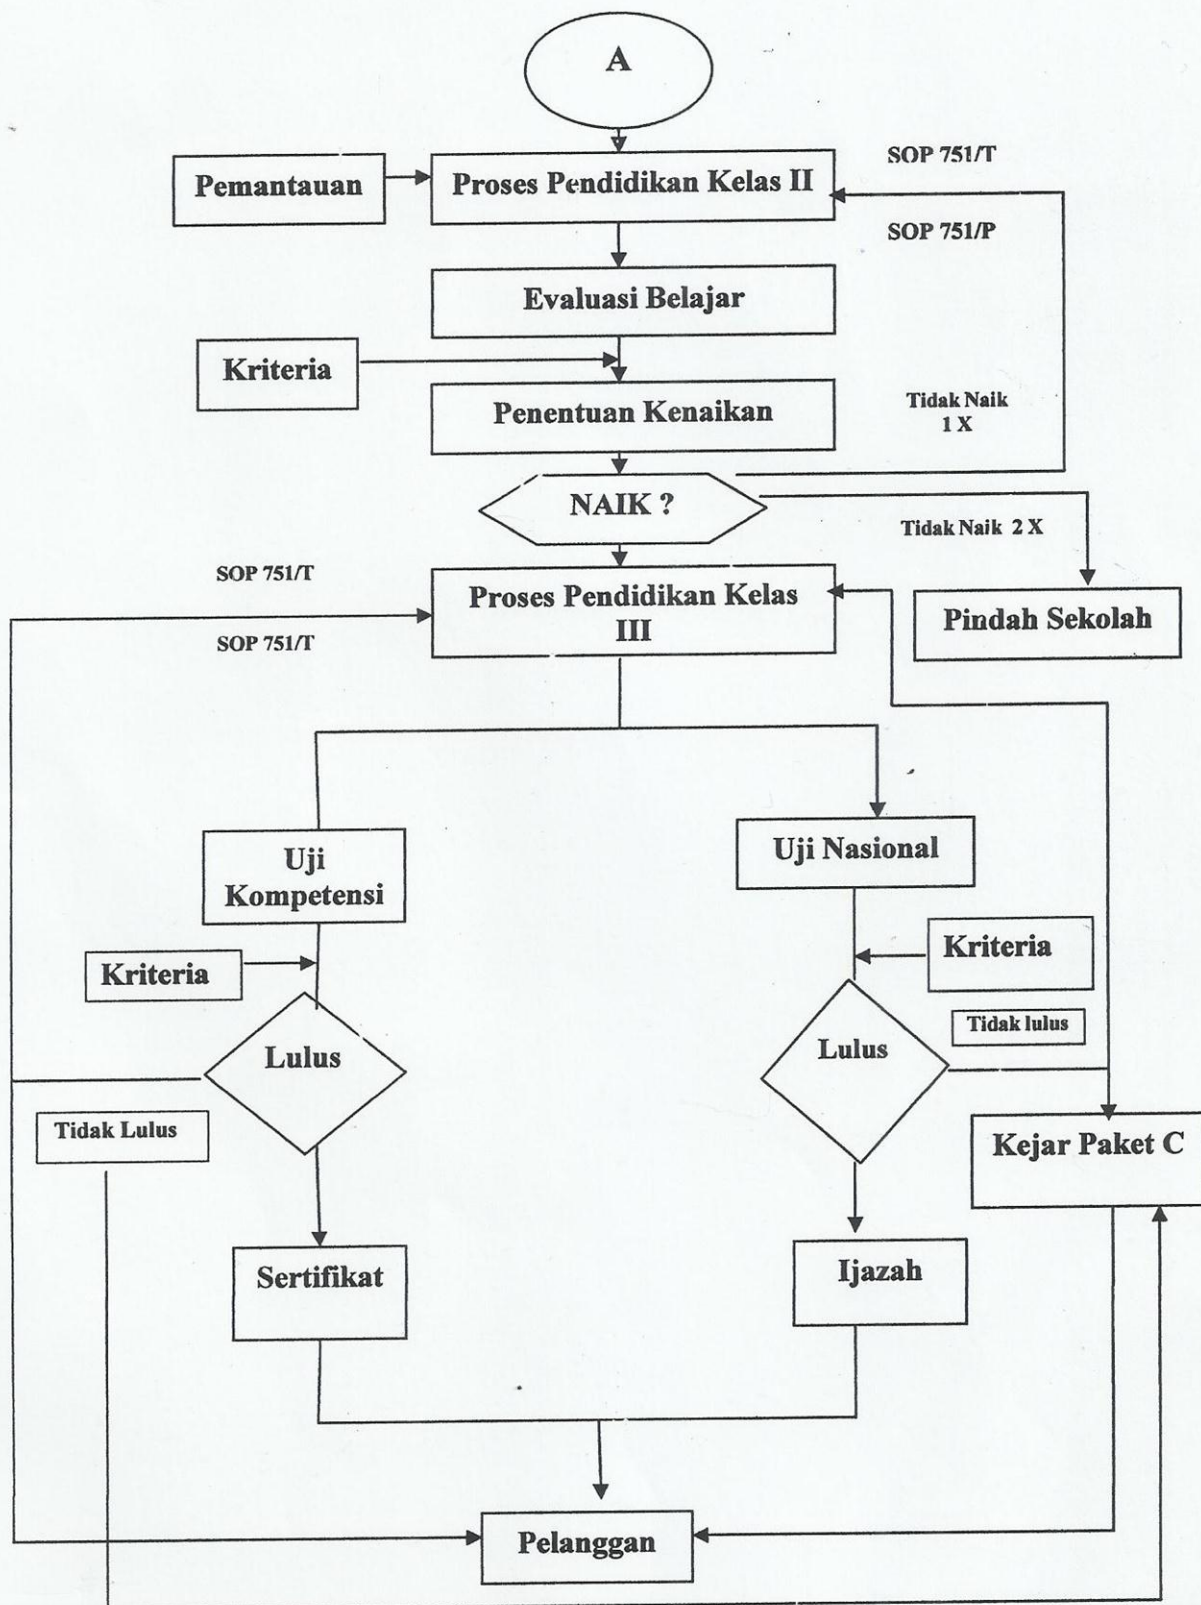 A
SOP 751/T
Pemantauan
Proses Pendidikan Kelas II
SOP 751/P
Evaluasi Belajar
Kriteria
Penentuan Kenaikan
Tidak Naik
1 X
NAIK ?
Tidak Naik 2 X
SOP 751/T
Proses Pendidikan Kelas
III
SOP 751/T
Pindah Sekolah
Uji
Kompetensi
Uji Nasional
Kriteria
Kriteria
Lulus
Lulus
Tidak lulus
Tidak Lulus
Kejar Paket C
Sertifikat
Ijazah
Pelanggan